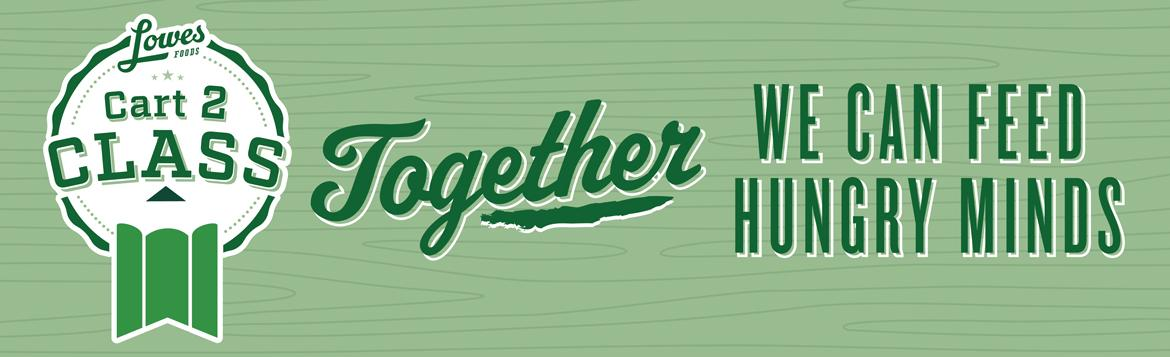 Lowes
FOODS
Cart 2
CLASS
Together
WE CAN FEED
HUNGRY MINDS